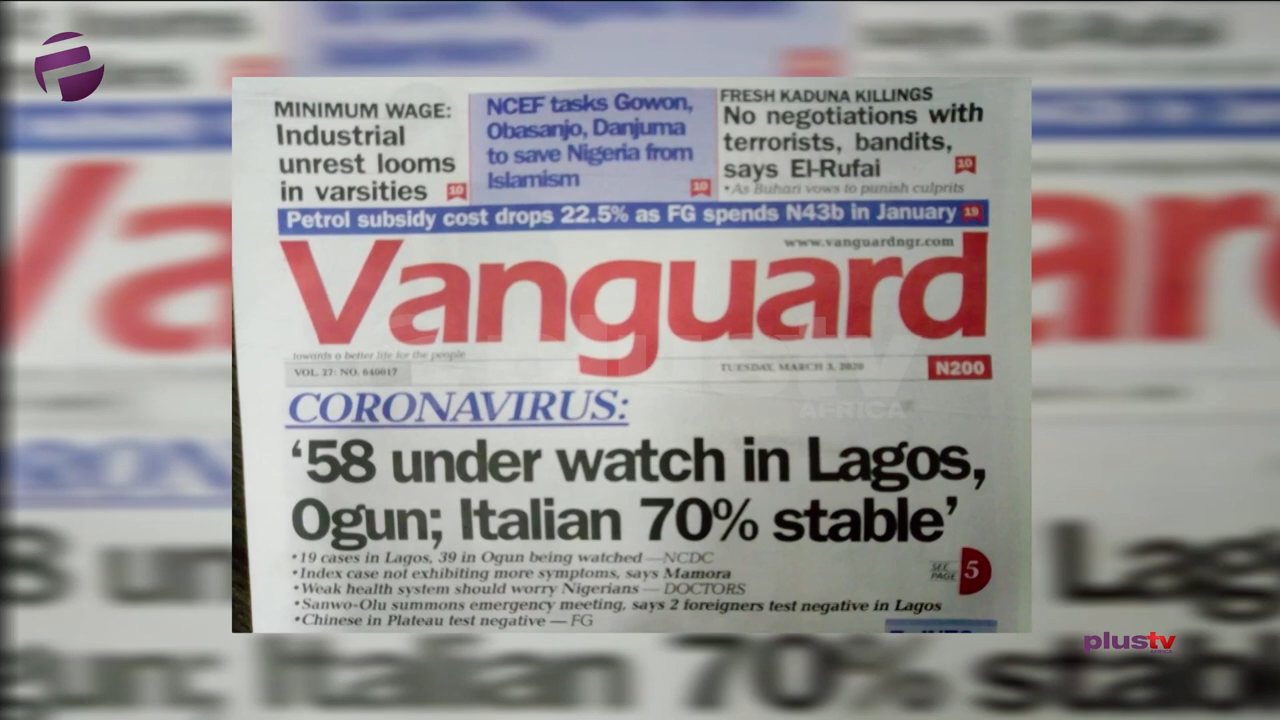 MINIMUM WAGE:
Industrial
unrest looms
in varsities 10
NCEF tasks Gowon,
Obasanjo, Danjuma
to save Nigeria from
Islamism 10
FRESH KADUNA KILLINGS
No negotiations with
terrorists, bandits,
says El-Rufai 10
•As Buhari vows to punish culprits
Petrol subsidy cost drops 22.5% as FG spends N43b in January 19
www.vanguardngr.com
Vanguard
towards a better life for the people
VOL. 27: NO. 640017
TUESDAY, MARCH 3, 2020
N200
CORONAVIRUS:
‘58 under watch in Lagos,
Ogun; Italian 70% stable’
•19 cases in Lagos, 39 in Ogun being watched—NCDC
•Index case not exhibiting more symptoms, says Mamora
•Weak health system should worry Nigerians — DOCTORS
•Sanwo-Olu summons emergency meeting, says 2 foreigners test negative in Lagos
•Chinese in Plateau test negative — FG
SEE
PAGE 5
plustv
AFRICA